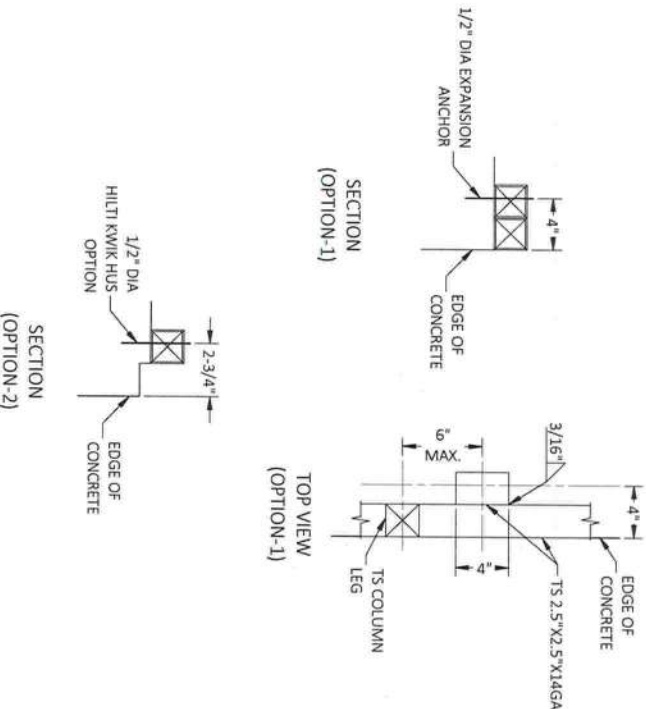 1/2" DIA EXPANSION
ANCHOR
4"
EDGE OF
CONCRETE
SECTION
(OPTION-1)
1/2" DIA
HILTI KWIK HUS
OPTION
2-3/4"
EDGE OF
CONCRETE
SECTION
(OPTION-2)
3/16"
4"
EDGE OF
CONCRETE
6"
MAX.
4"
TS 2.5"X2.5"X14GA
TS COLUMN
LEG
TOP VIEW
(OPTION-1)